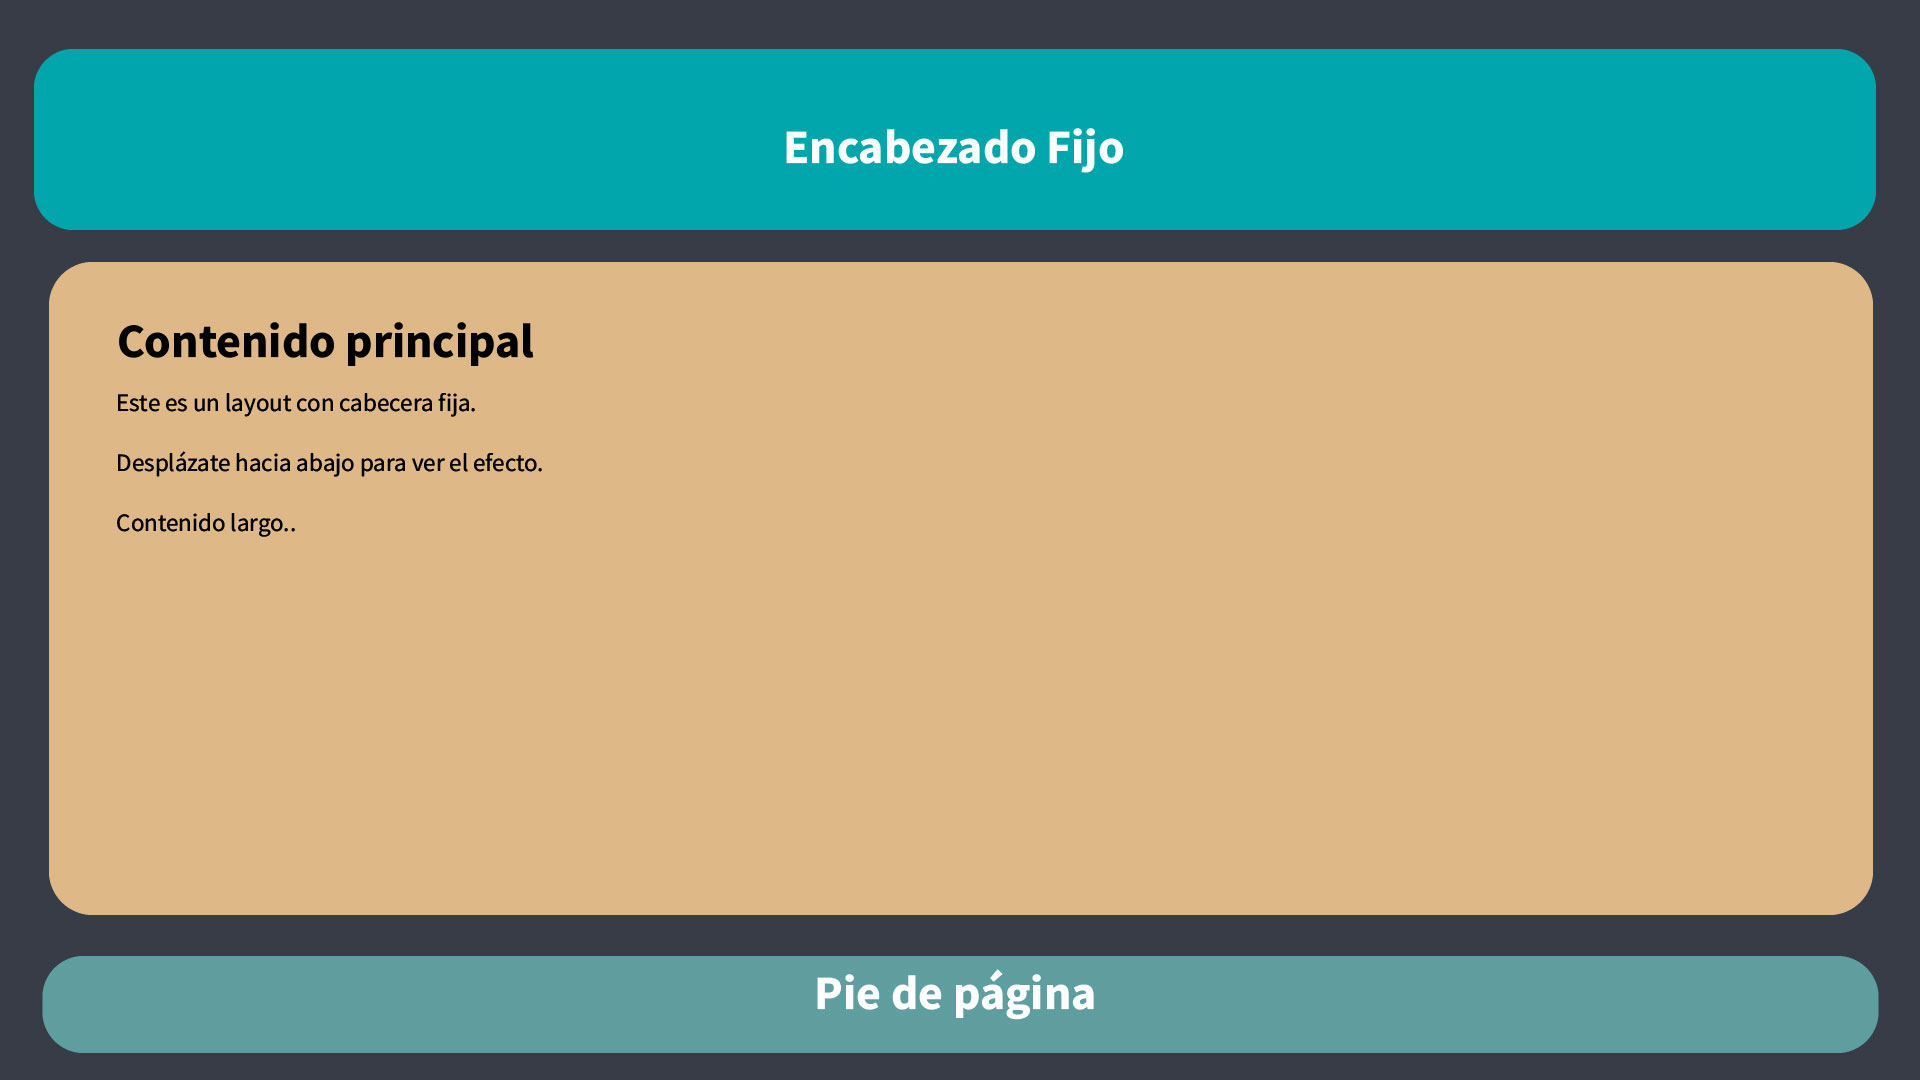 Encabezado Fijo
Contenido principal
Este es un layout con cabecera fija.
Desplázate hacia abajo para ver el efecto.
Contenido largo..
Pie de página